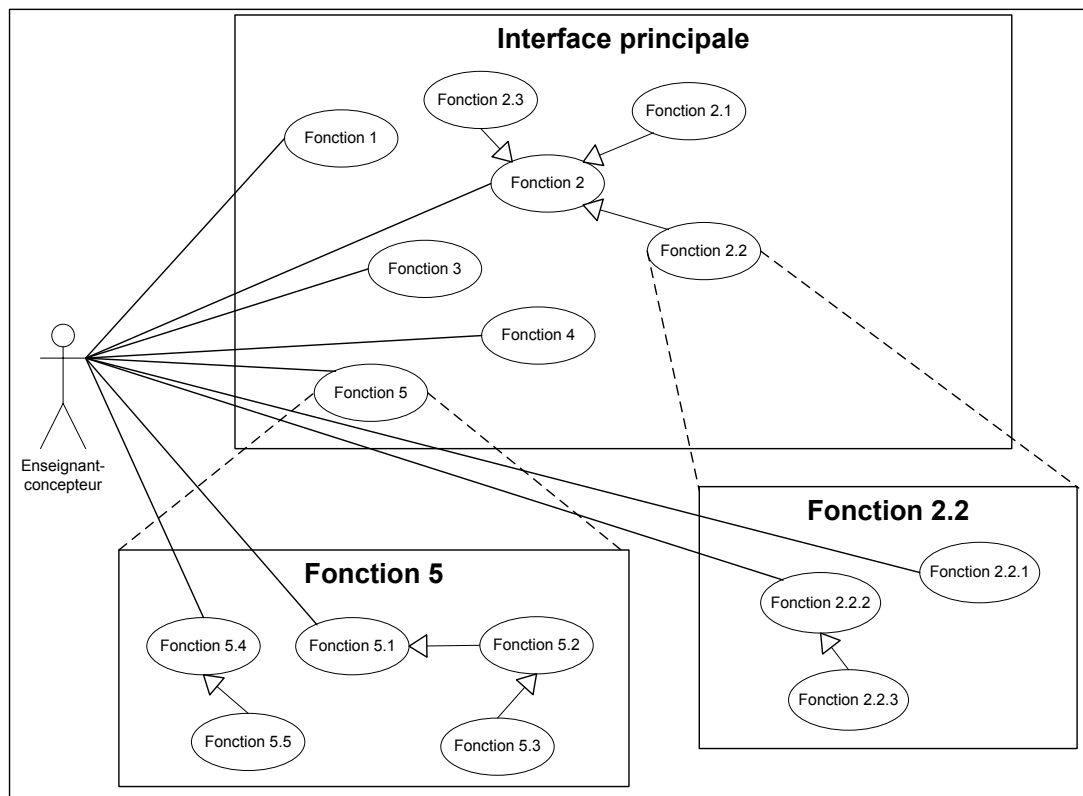 Interface principale
Fonction 2.3
Fonction 2.1
Fonction 1
Fonction 2
Fonction 2.2
Fonction 3
Fonction 4
Fonction 5
Enseignant-
concepteur
Fonction 2.2
Fonction 2.2.1
Fonction 2.2.2
Fonction 2.2.3
Fonction 5
Fonction 5.4
Fonction 5.1
Fonction 5.2
Fonction 5.5
Fonction 5.3